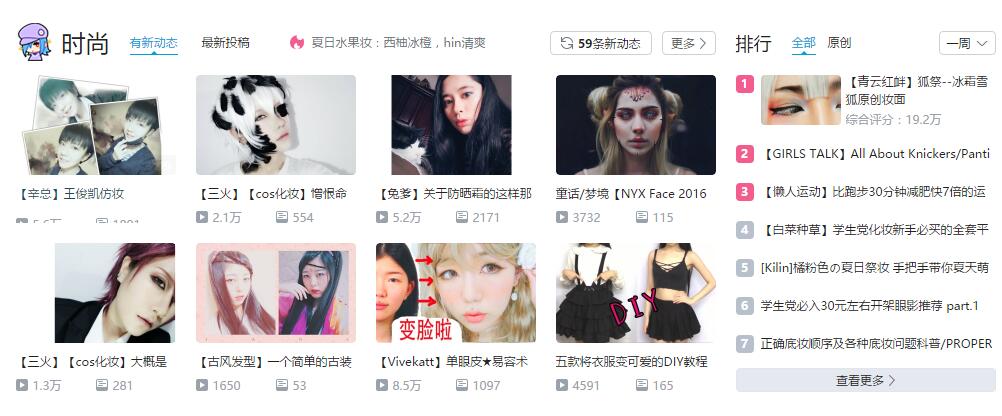 时尚
有新动态
最新投稿
夏日水果妆：西柚冰橙，hin清爽
59条新动态
更多
【辛总】王俊凯仿妆
【三火】【cos化妆】憎恨命
2.1万
554
【兔爹】关于防晒霜的这样那
5.2万
2171
童话/梦境【NYX Face 2016
3732
115
变脸啦
DIY
【三火】【cos化妆】大概是
1.3万
281
【古风发型】一个简单的古装
1650
53
【Vivekatt】单眼皮★易容术
8.5万
1097
五款将衣服变可爱的DIY教程
4591
165
排行
全部
原创
一周
1
【青云红衅】狐祭--冰霜雪
狐原创妆面
综合评分：19.2万
2
【GIRLS TALK】All About Knickers/Panti
3
【懒人运动】比跑步30分钟减肥快7倍的运
4
【白菜种草】学生党化妆新手必买的全套平
5
[Kilin]橘粉色の夏日祭妆 手把手带你夏天萌
6
学生党必入30元左右开架眼影推荐 part.1
7
正确底妆顺序及各种底妆问题科普/PROPER
查看更多